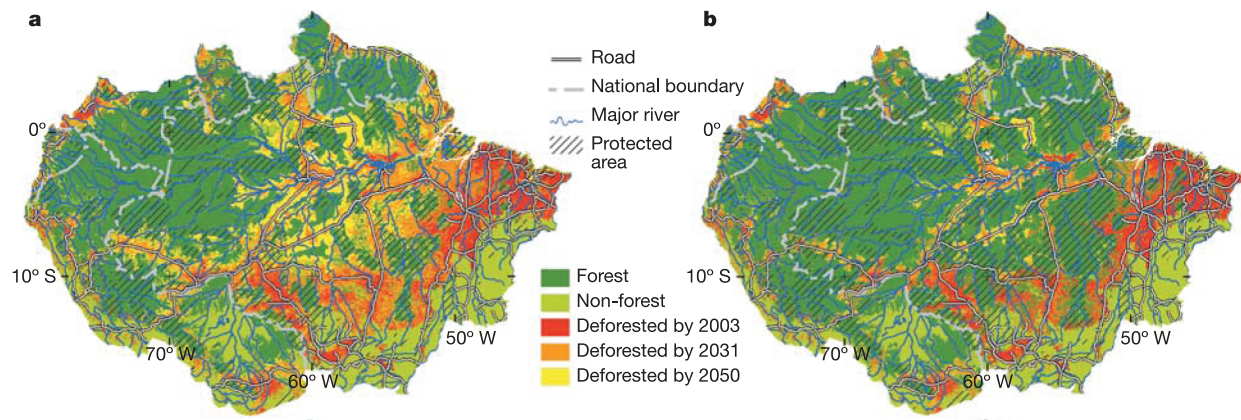 a
b
Road
National boundary
Major river
Protected
area
0°
0°
10° S
10° S
Forest
Non-forest
Deforested by 2003
Deforested by 2031
Deforested by 2050
50° W
70° W
60° W
50° W
70° W
60° W